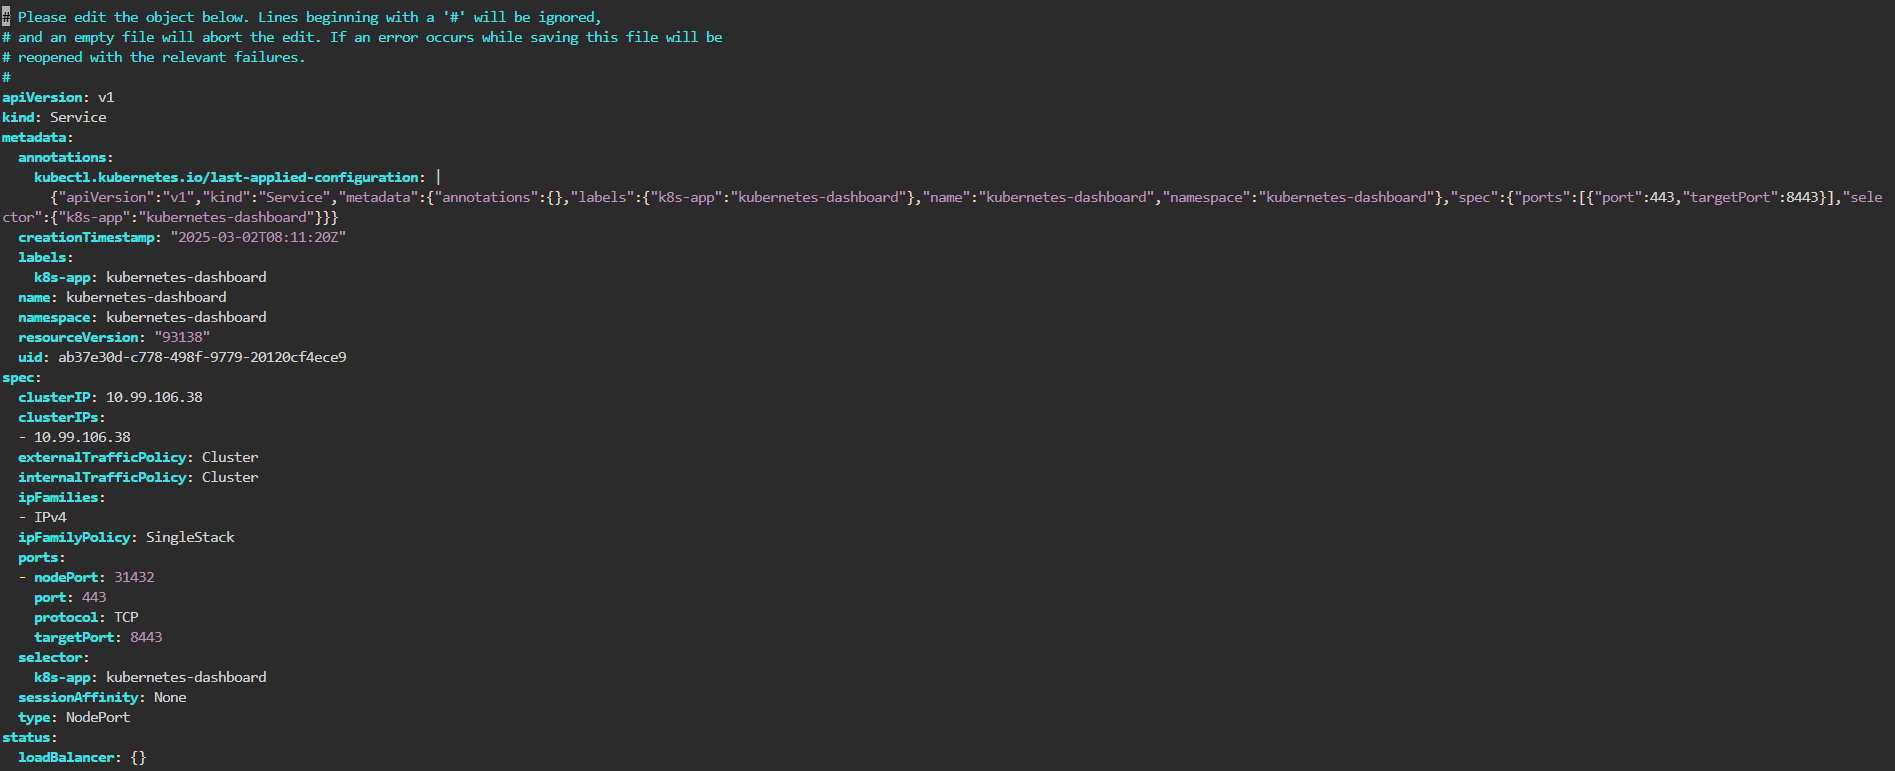 # Please edit the object below. Lines beginning with a '#' will be ignored,
# and an empty file will abort the edit. If an error occurs while saving this file will be
# reopened with the relevant failures.
#
apiVersion: v1
kind: Service
metadata:
  annotations:
    kubectl.kubernetes.io/last-applied-configuration: |
      {"apiVersion":"v1","kind":"Service","metadata":{"annotations":{},"labels":{"k8s-app":"kubernetes-dashboard"},"name":"kubernetes-dashboard","namespace":"kubernetes-dashboard"},"spec":{"ports":[{"port":443,"targetPort":8443}],"sele
ctor":{"k8s-app":"kubernetes-dashboard"}}}
  creationTimestamp: "2025-03-02T08:11:20Z"
  labels:
    k8s-app: kubernetes-dashboard
  name: kubernetes-dashboard
  namespace: kubernetes-dashboard
  resourceVersion: "93138"
  uid: ab37e30d-c778-498f-9779-20120cf4ece9
spec:
  clusterIP: 10.99.106.38
  clusterIPs:
  - 10.99.106.38
  externalTrafficPolicy: Cluster
  internalTrafficPolicy: Cluster
  ipFamilies:
  - IPv4
  ipFamilyPolicy: SingleStack
  ports:
  - nodePort: 31432
    port: 443
    protocol: TCP
    targetPort: 8443
  selector:
    k8s-app: kubernetes-dashboard
  sessionAffinity: None
  type: NodePort
status:
  loadBalancer: {}